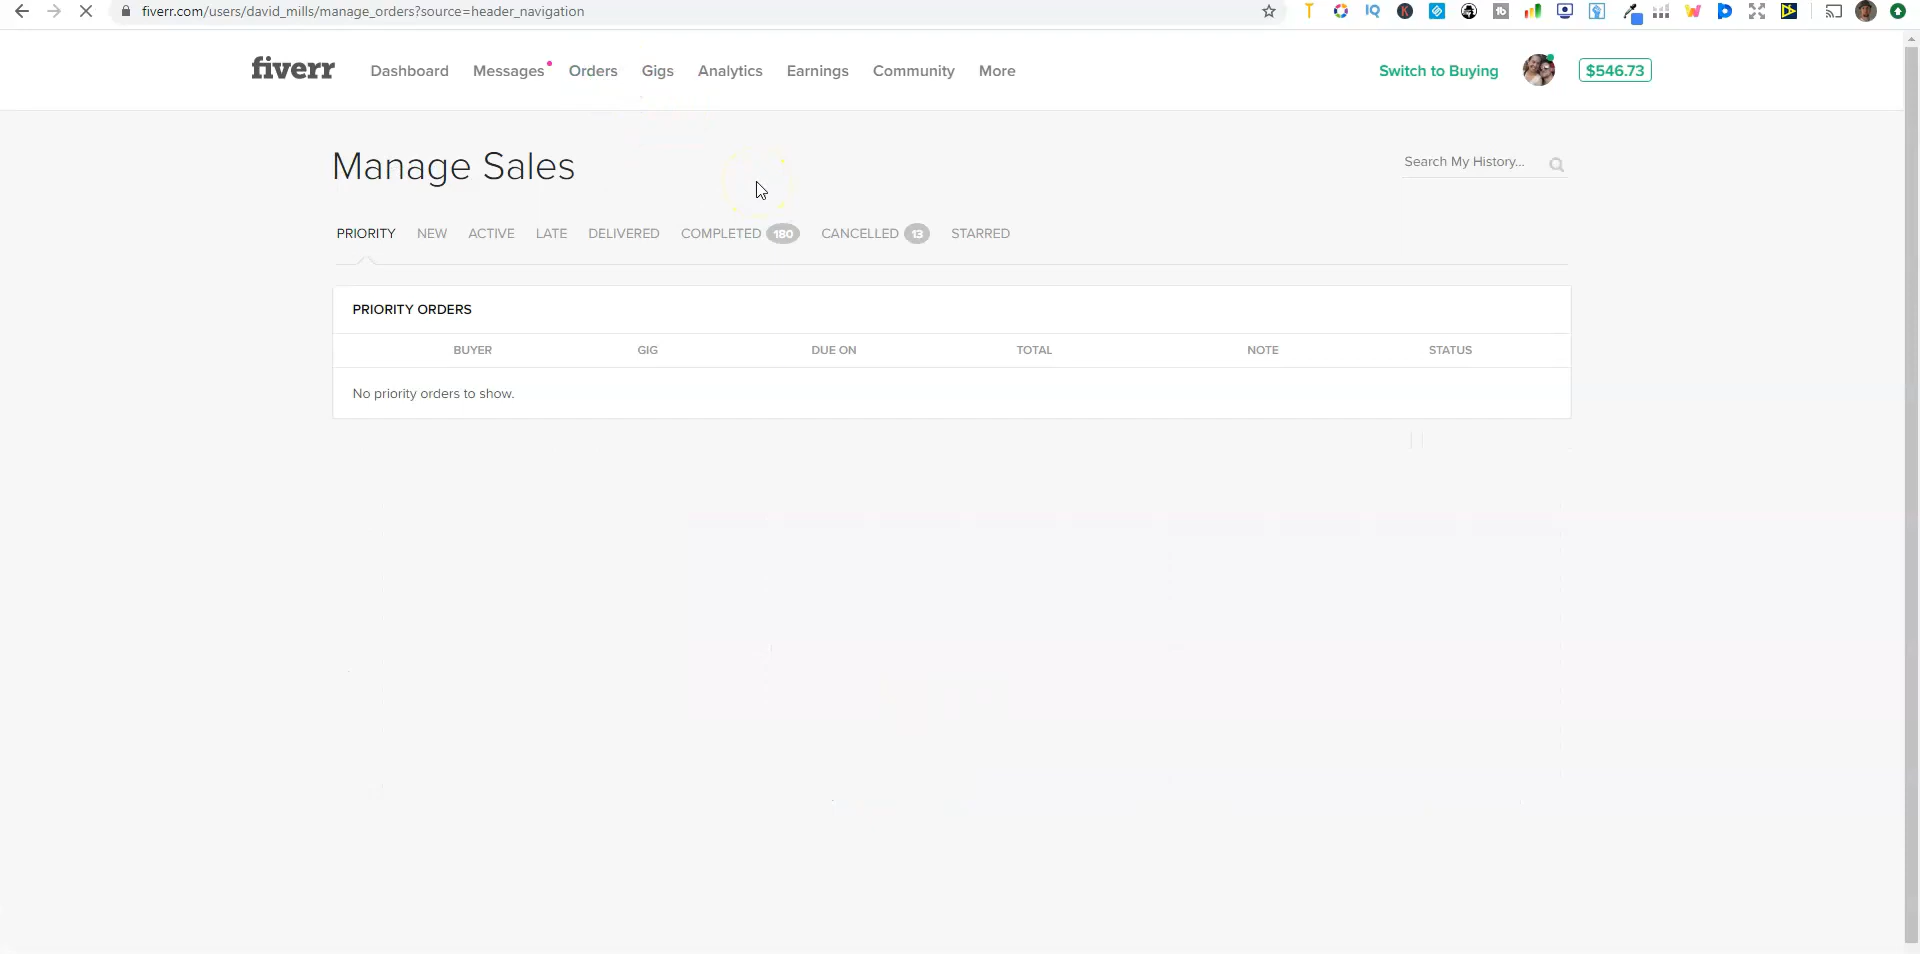 fiverr.com/users/david_mills/manage_orders?source=header_navigation
fiverr Dashboard Messages Orders Gigs Analytics Earnings Community More Switch to Buying $546.73
Manage Sales
Search My History...
PRIORITY NEW ACTIVE LATE DELIVERED COMPLETED 180 CANCELLED 13 STARRED
PRIORITY ORDERS
BUYER GIG DUE ON TOTAL NOTE STATUS
No priority orders to show.